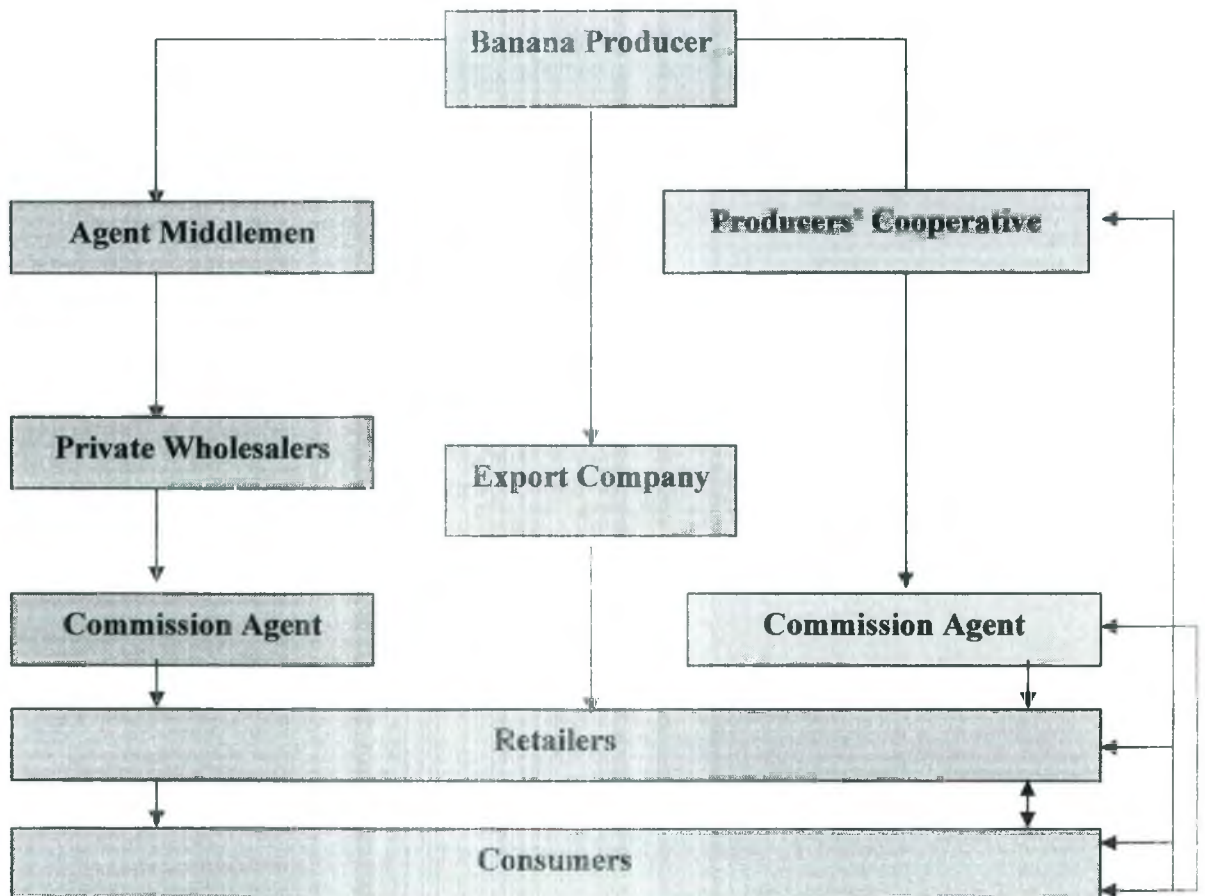 Banana Producer
Agent Middlemen
Producers' Cooperative
Private Wholesalers
Export Company
Commission Agent
Commission Agent
Retailers
Consumers